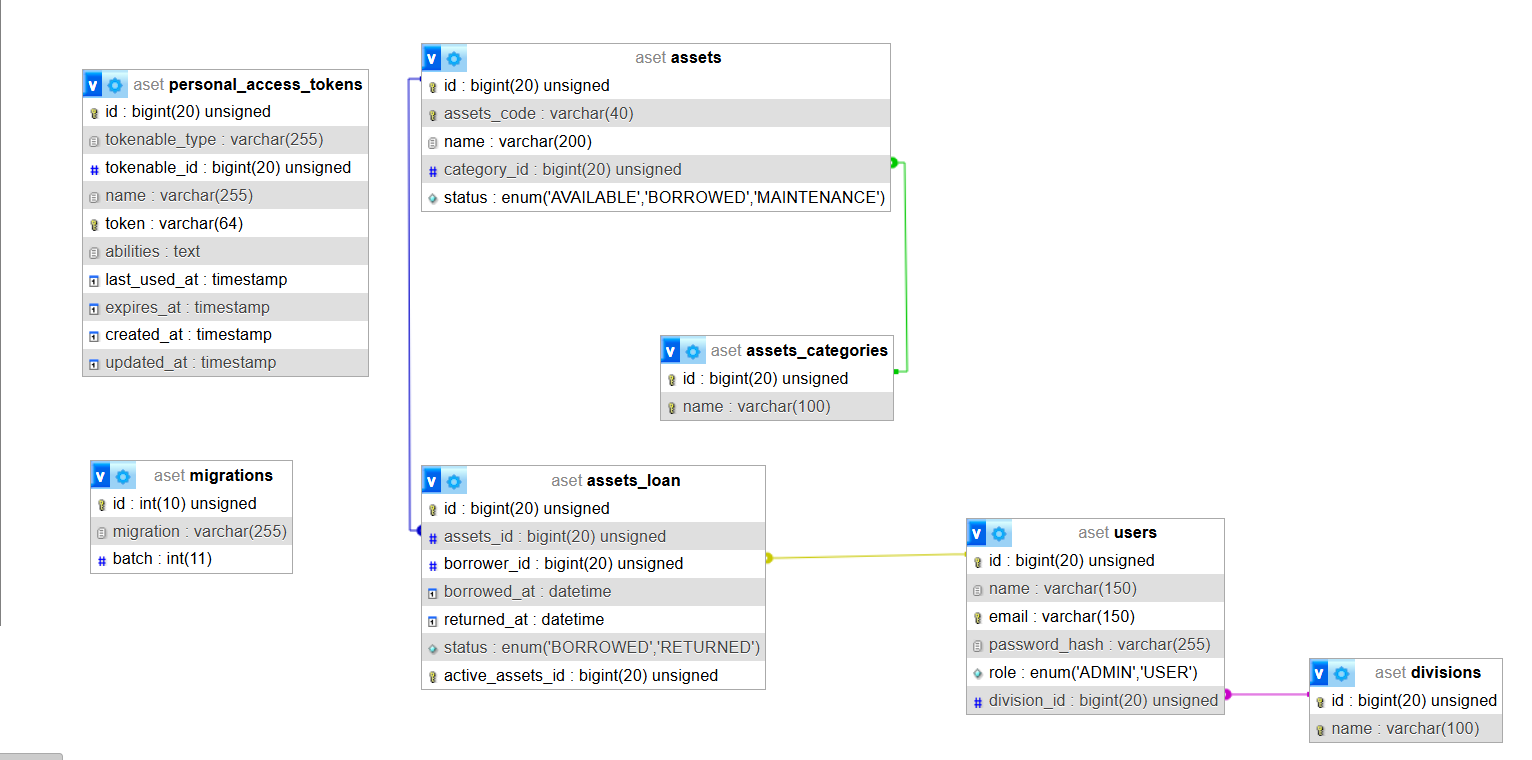 v aset personal_access_tokens
id : bigint(20) unsigned
tokenable_type : varchar(255)
tokenable_id : bigint(20) unsigned
name : varchar(255)
token : varchar(64)
abilities : text
last_used_at : timestamp
expires_at : timestamp
created_at : timestamp
updated_at : timestamp
v aset assets
id : bigint(20) unsigned
assets_code : varchar(40)
name : varchar(200)
category_id : bigint(20) unsigned
status : enum('AVAILABLE','BORROWED','MAINTENANCE')
v aset assets_categories
id : bigint(20) unsigned
name : varchar(100)
v aset migrations
id : int(10) unsigned
migration : varchar(255)
# batch : int(11)
v aset assets_loan
id : bigint(20) unsigned
# assets_id : bigint(20) unsigned
# borrower_id : bigint(20) unsigned
borrowed_at : datetime
returned_at : datetime
status : enum('BORROWED','RETURNED')
active_assets_id : bigint(20) unsigned
v aset users
id : bigint(20) unsigned
name : varchar(150)
email : varchar(150)
password_hash : varchar(255)
role : enum('ADMIN','USER')
# division_id : bigint(20) unsigned
v aset divisions
id : bigint(20) unsigned
name : varchar(100)